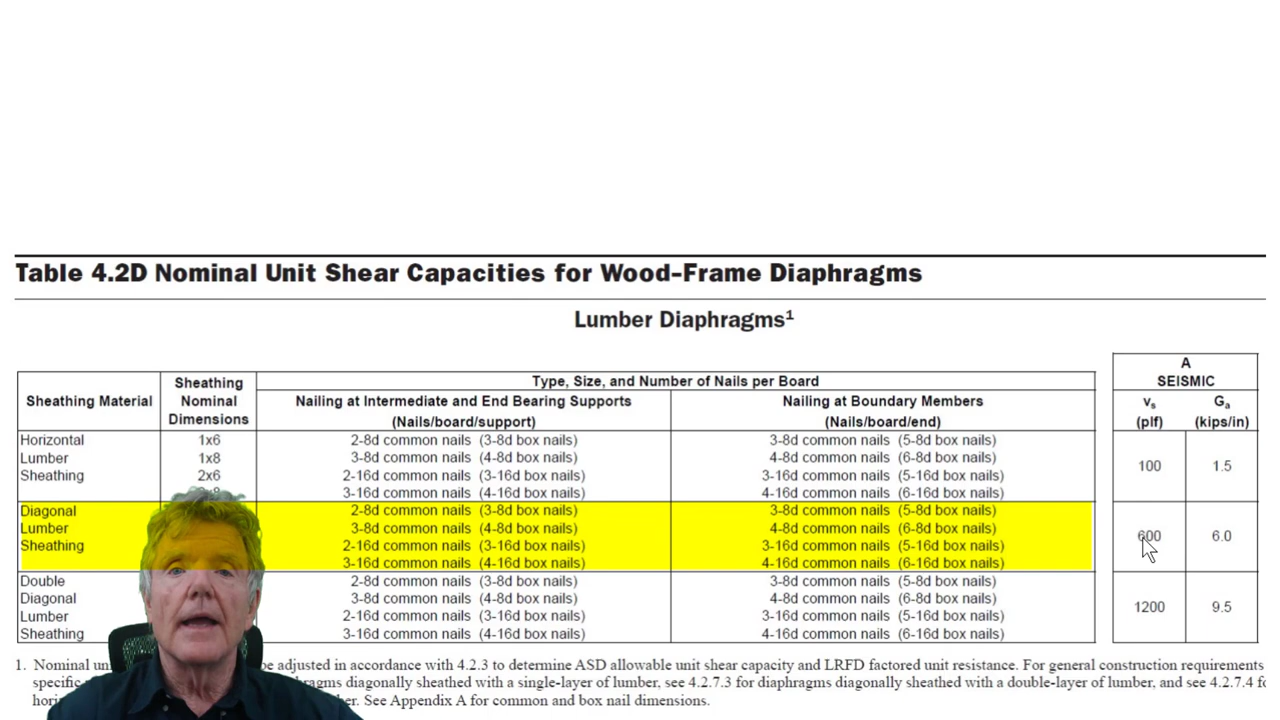 Table 4.2D Nominal Unit Shear Capacities for Wood-Frame Diaphragms
Lumber Diaphragms¹
A
SEISMIC
Sheathing Material
Sheathing Nominal Dimensions
Type, Size, and Number of Nails per Board
Nailing at Intermediate and End Bearing Supports (Nails/board/support)
Nailing at Boundary Members (Nails/board/end)
vs (plf)
Ga (kips/in)
Horizontal 1x6 2-8d common nails (3-8d box nails) 3-8d common nails (5-8d box nails)
Lumber 1x8 3-8d common nails (4-8d box nails) 4-8d common nails (6-8d box nails)
100 1.5
Sheathing 2x6 2-16d common nails (3-16d box nails) 3-16d common nails (5-16d box nails)
3-16d common nails (4-16d box nails) 4-16d common nails (6-16d box nails)
Diagonal 2-8d common nails (3-8d box nails) 3-8d common nails (5-8d box nails)
Lumber 3-8d common nails (4-8d box nails) 4-8d common nails (6-8d box nails)
600 6.0
Sheathing 2-16d common nails (3-16d box nails) 3-16d common nails (5-16d box nails)
3-16d common nails (4-16d box nails) 4-16d common nails (6-16d box nails)
Double 2-8d common nails (3-8d box nails) 3-8d common nails (5-8d box nails)
Diagonal 3-8d common nails (4-8d box nails) 4-8d common nails (6-8d box nails)
1200 9.5
Lumber 2-16d common nails (3-16d box nails) 3-16d common nails (5-16d box nails)
Sheathing 3-16d common nails (4-16d box nails) 4-16d common nails (6-16d box nails)
1. Nominal be adjusted in accordance with 4.2.3 to determine ASD allowable unit shear capacity and LRFD factored unit resistance. For general construction requirements
diagonally sheathed with a single-layer of lumber, see 4.2.7.3 for diaphragms diagonally sheathed with a double-layer of lumber, and see 4.2.7.4
See Appendix A for common and box nail dimensions.